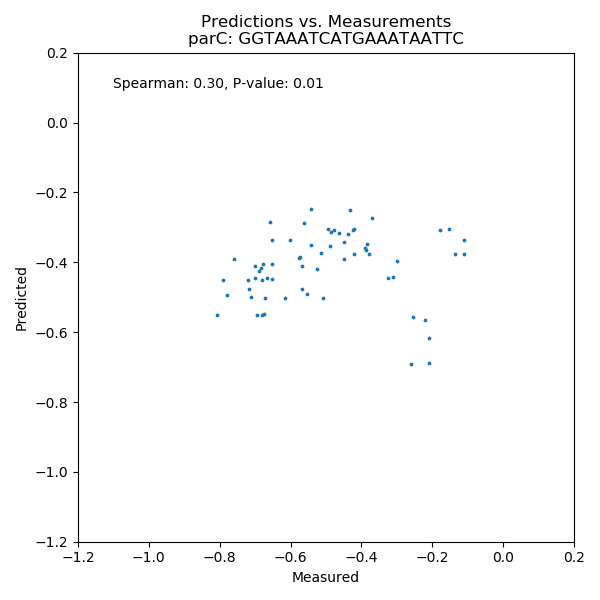 Predictions vs. Measurements
parC: GGTAAATCATGAAATAATTC
Spearman: 0.30, P-value: 0.01
0.2
0.0
−0.2
−0.4
−0.6
−0.8
−1.0
−1.2
Predicted
−1.2 −1.0 −0.8 −0.6 −0.4 −0.2 0.0 0.2
Measured